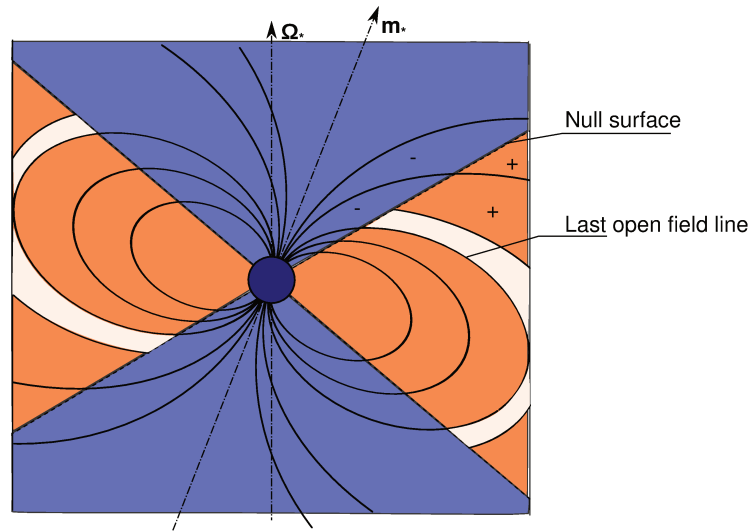 Ω* m*
Null surface
-
+
-
+
Last open field line